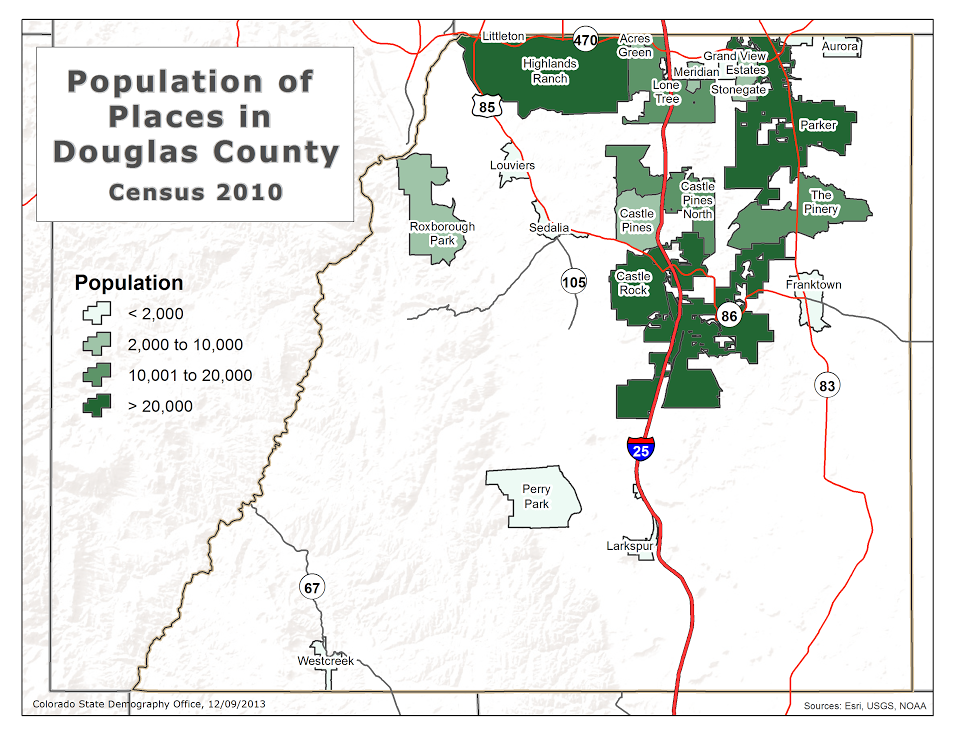 Population of
Places in
Douglas County
Census 2010
Population
< 2,000
2,000 to 10,000
10,001 to 20,000
> 20,000
Littleton
470
Acres
Green
Aurora
Highlands
Ranch
Grand View
Estates
Meridian
Lone
Tree
Stonegate
85
Parker
Louviers
Castle
Pines
North
The
Pinery
Roxborough
Park
Sedalia
Castle
Pines
105
Castle
Rock
Franktown
86
83
25
Perry
Park
Larkspur
67
Westcreek
Colorado State Demography Office, 12/09/2013
Sources: Esri, USGS, NOAA